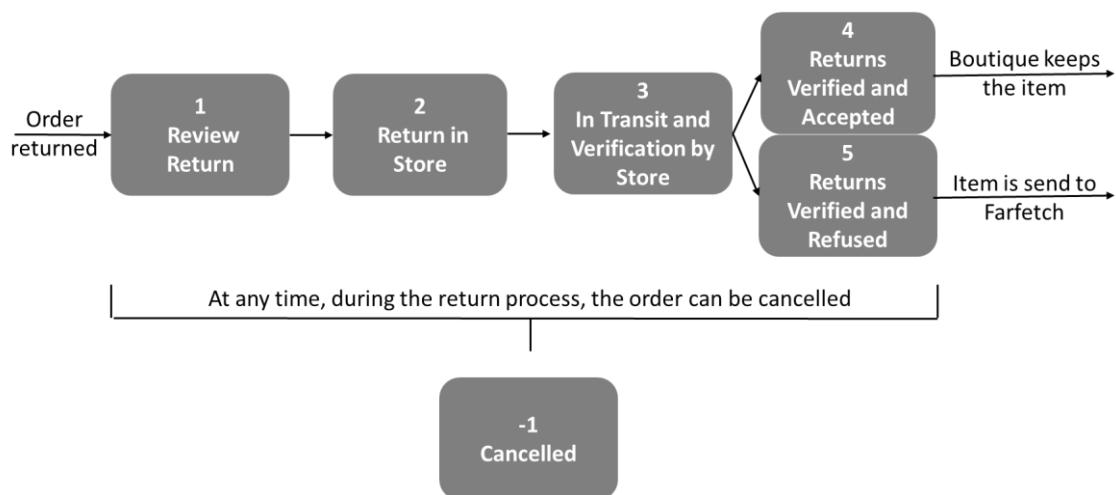 Order
returned
1
Review
Return
2
Return in
Store
3
In Transit and
Verification by
Store
4
Returns
Verified and
Accepted
Boutique keeps
the item
5
Returns
Verified and
Refused
Item is send to
Farfetch
At any time, during the return process, the order can be cancelled
-1
Cancelled